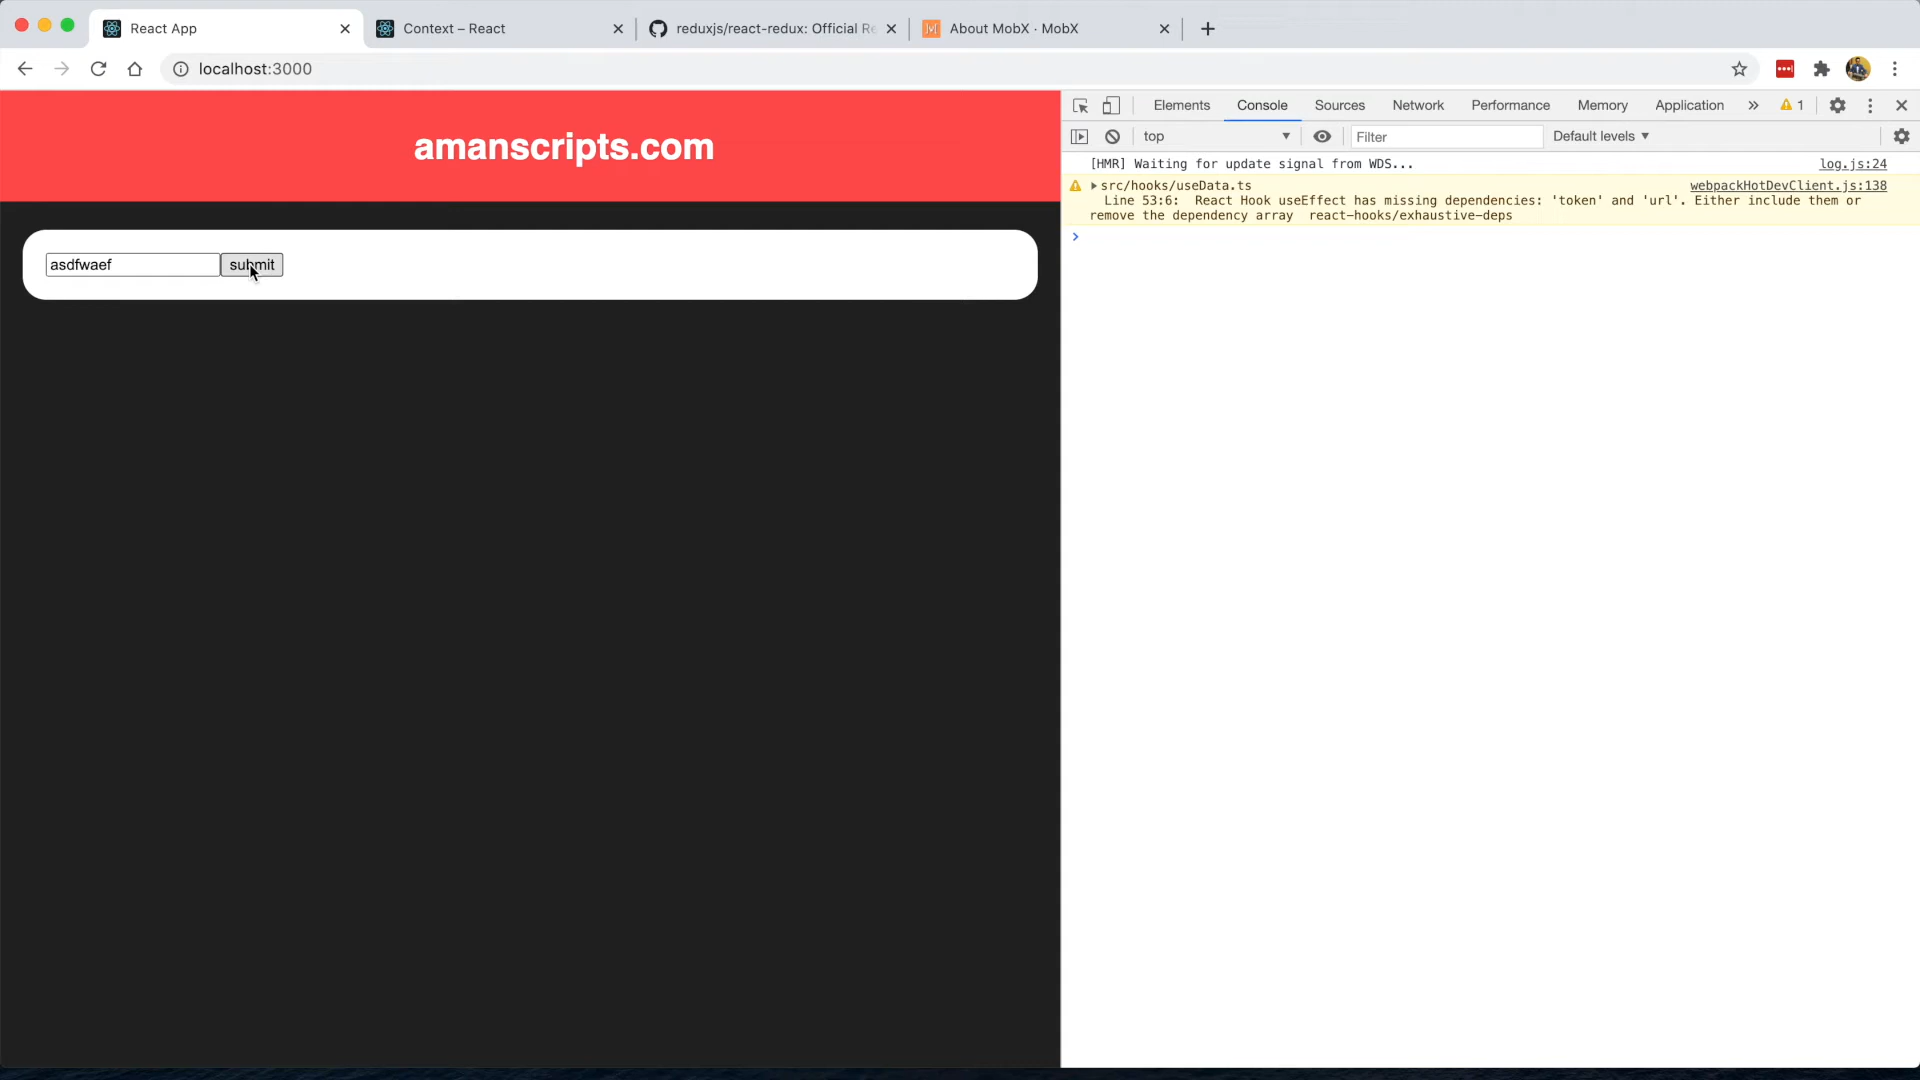 React App
Context – React
reduxjs/react-redux: Official Re
About MobX · MobX
localhost:3000
amanscripts.com
asdfwaef
submit
Elements Console Sources Network Performance Memory Application » 1
top Filter Default levels
[HMR] Waiting for update signal from WDS... log.js:24
src/hooks/useData.ts webpackHotDevClient.js:138
Line 53:6: React Hook useEffect has missing dependencies: 'token' and 'url'. Either include them or
remove the dependency array react-hooks/exhaustive-deps